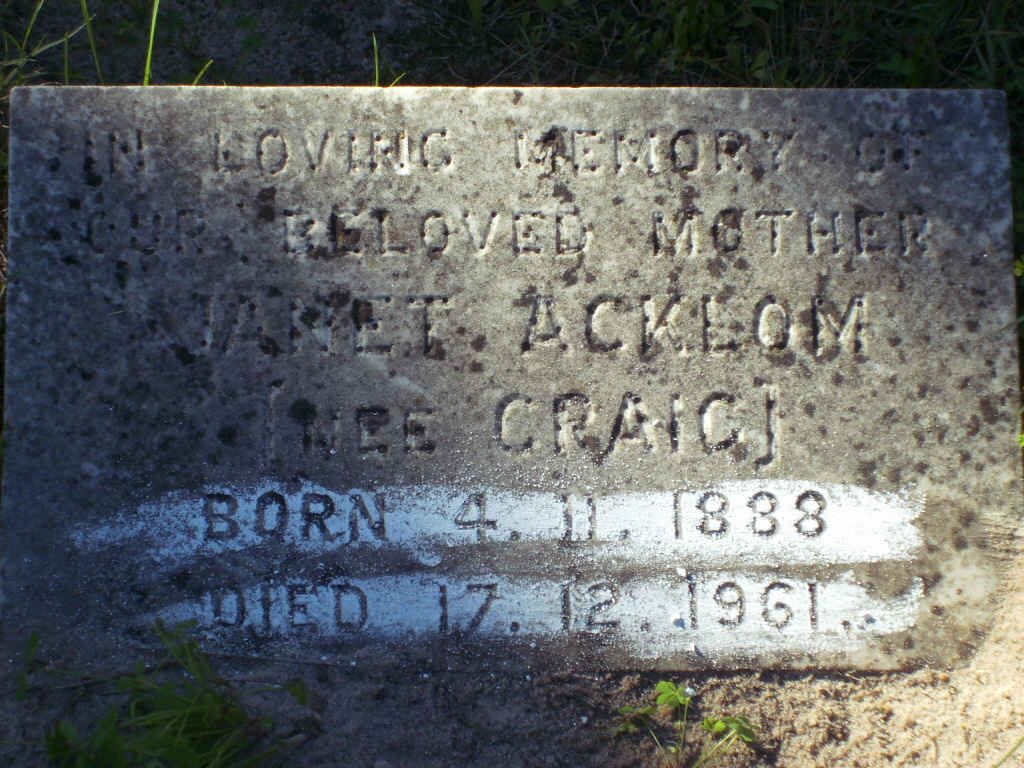 IN LOVING MEMORY OF
OUR BELOVED MOTHER
JANET ACKLOM
[NEE CRAIG]
BORN 4. 11. 1888
DIED 17. 12. 1961.